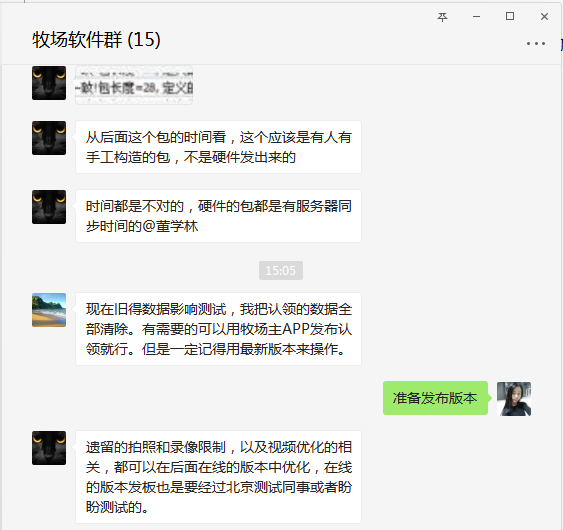 牧场软件群 (15)
致!包长度=28, 定义的
从后面这个包的时间看，这个应该是有人有
手工构造的包，不是硬件发出来的
时间都是不对的，硬件的包都是有服务器同
步时间的@董学林
15:05
现在旧得数据影响测试，我把认领的数据全
部清除。有需要的可以用牧场主APP发布认
领就行。但是一定记得用最新版本来操作。
准备发布版本
遗留的拍照和录像限制，以及视频优化的相
关，都可以在后面在线的版本中优化，在线
的版本发板也是要经过北京测试同事或者盼
盼测试的。